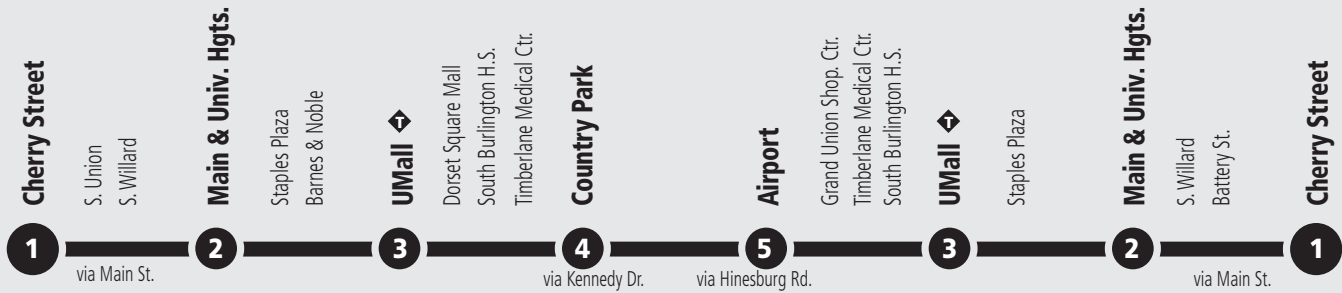 Cherry Street
S. Union
S. Willard
Main & Univ. Hgts.
Staples Plaza
Barnes & Noble
UMall T
Dorset Square Mall
South Burlington H.S.
Timberlane Medical Ctr.
Country Park
Airport
Grand Union Shop. Ctr.
Timberlane Medical Ctr.
South Burlington H.S.
UMall T
Staples Plaza
Main & Univ. Hgts.
S. Willard
Battery St.
Cherry Street
1
2
3
4
5
3
2
1
via Main St.
via Kennedy Dr.
via Hinesburg Rd.
via Main St.